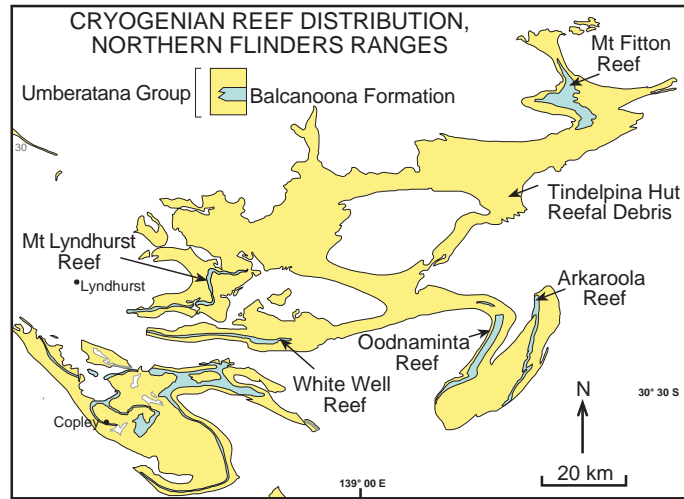 CRYOGENIAN REEF DISTRIBUTION,
NORTHERN FLINDERS RANGES
Umberatana Group
Balcanoona Formation
Mt Fitton
Reef
30
Tindelpina Hut
Reefal Debris
Mt Lyndhurst
Reef
Lyndhurst
Arkaroola
Reef
Oodnaminta
Reef
White Well
Reef
Copley
N
30° 30 S
20 km
139° 00 E